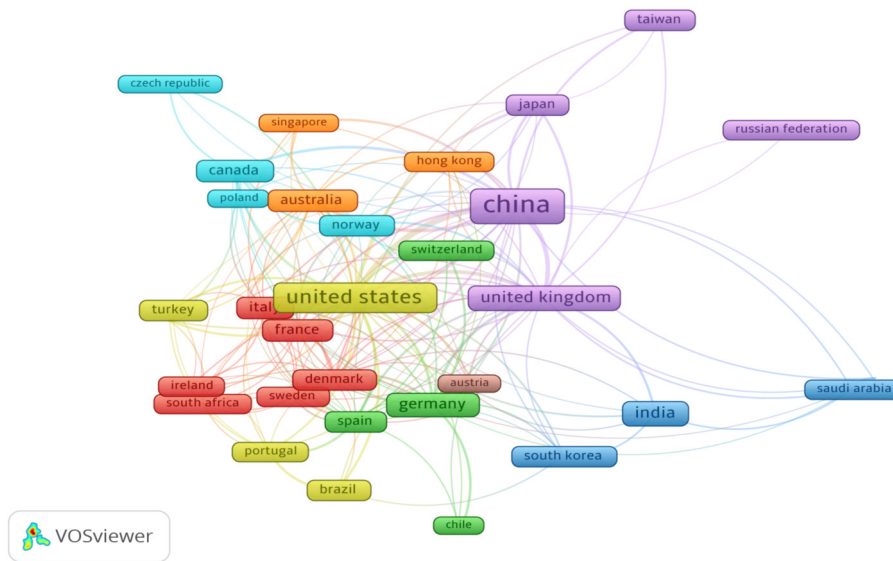 taiwan
czech republic
japan
singapore
russian federation
hong kong
canada
poland
australia
china
norway
switzerland
united states
united kingdom
turkey
italy
france
denmark
austria
ireland
south africa
sweden
germany
saudi arabia
india
spain
portugal
south korea
brazil
chile
VOSviewer